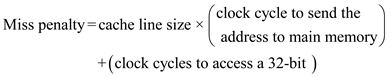 Miss penalty = cache line size × (clock cycle to send the
address to main memory)
+ (clock cycles to access a 32-bit )